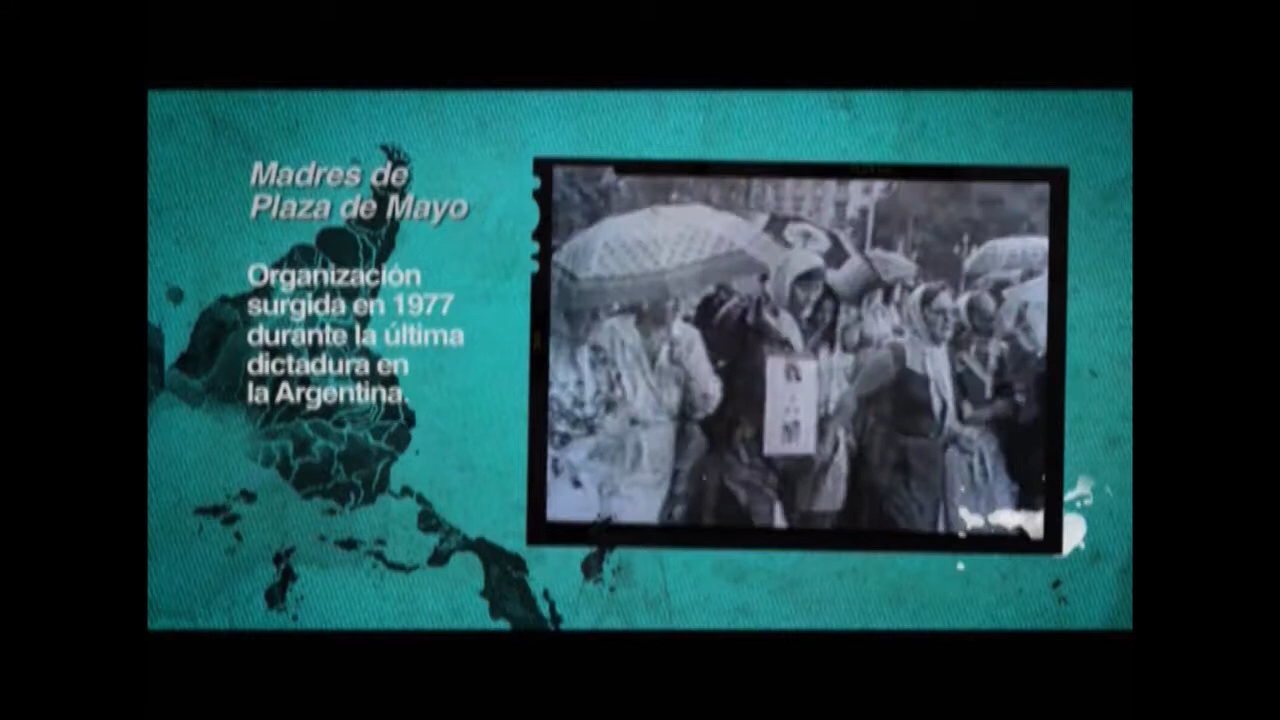 Madres de
Plaza de Mayo
Organización
surgida en 1977
durante la última
dictadura en
la Argentina.